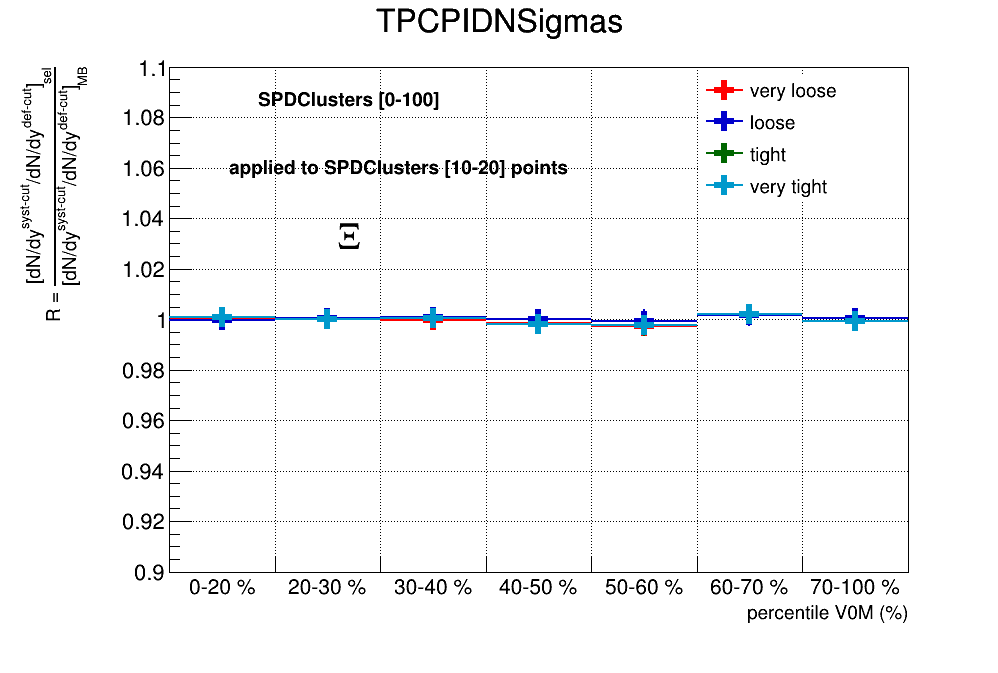 TPCPIDNSigmas
R = [dN/dy^syst-cut/dN/dy^def-cut]_sel
[dN/dy^syst-cut/dN/dy^def-cut]_MB
1.1
1.08
1.06
1.04
1.02
1
0.98
0.96
0.94
0.92
0.9
SPDClusters [0-100]
applied to SPDClusters [10-20] points
Ξ
very loose
loose
tight
very tight
0-20 % 20-30 % 30-40 % 40-50 % 50-60 % 60-70 % 70-100 %
percentile V0M (%)